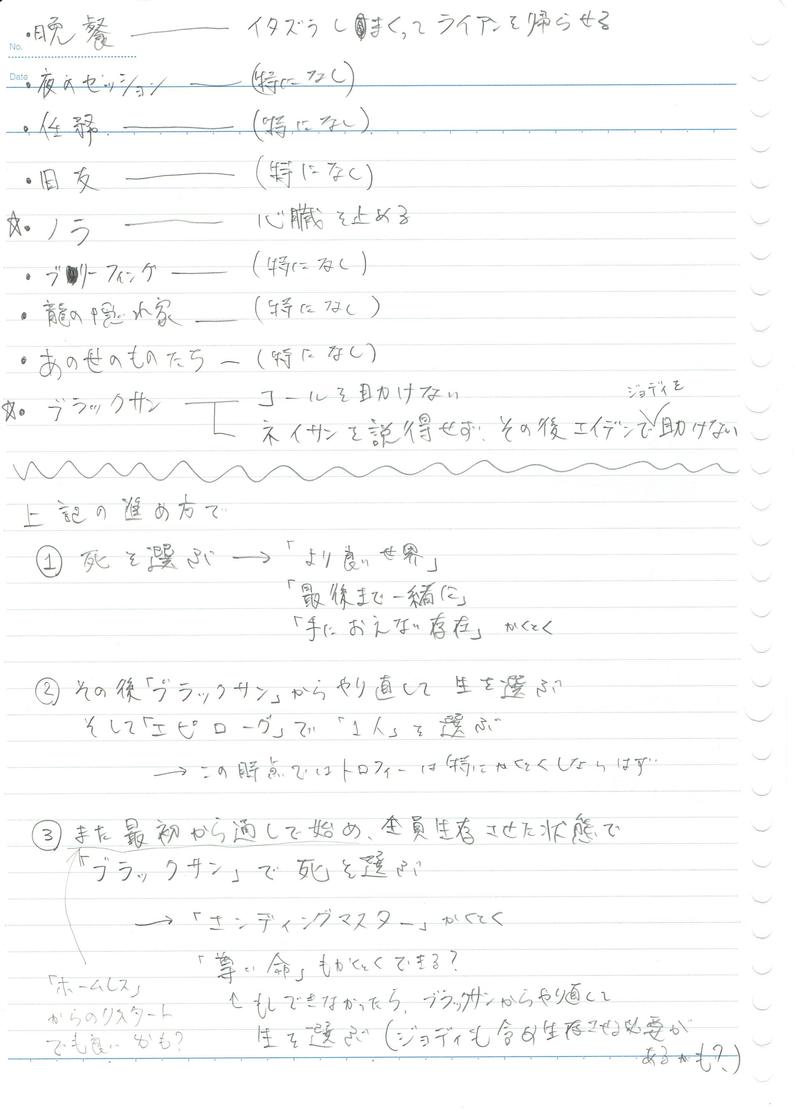 No.
Date
・晩餐 ―― イタズラしまくってライアンを帰らせる
・夜のセッション ―― (特になし)
・任務 ―― (特になし)
・旧友 ―― (特になし)
☆・ノラ ―― 心臓を止める
・ブリーフィング ―― (特になし)
・龍の隠れ家 ―― (特になし)
・あのせのものたち ― (特になし)
☆・ブラックサン ―― コールを助けない
ネイサンを説得せず、その後エイデンでジョディを助けない
上記の進め方で
① 死を選ぶ → 「より良い世界」
「最後まで一緒に」
「手におえない存在」かくとく
② その後「ブラックサン」からやり直して生を選ぶ
そして「エピローグ」で「1人」を選ぶ
→ この時点ではトロフィーは特にかくとくしないはず
③ また最初から通しで始め、全員生存させた状態で
「ブラックサン」で死を選ぶ
→ 「エンディングマスター」かくとく
「尊い命」もかくとくできる?
↑ もしできなかったら、ブラックサンからやり直して
生を選ぶ (ジョディも含め生存させる必要が
あるかも?)
「ホームレス」
からのリスタート
でも良いかも?